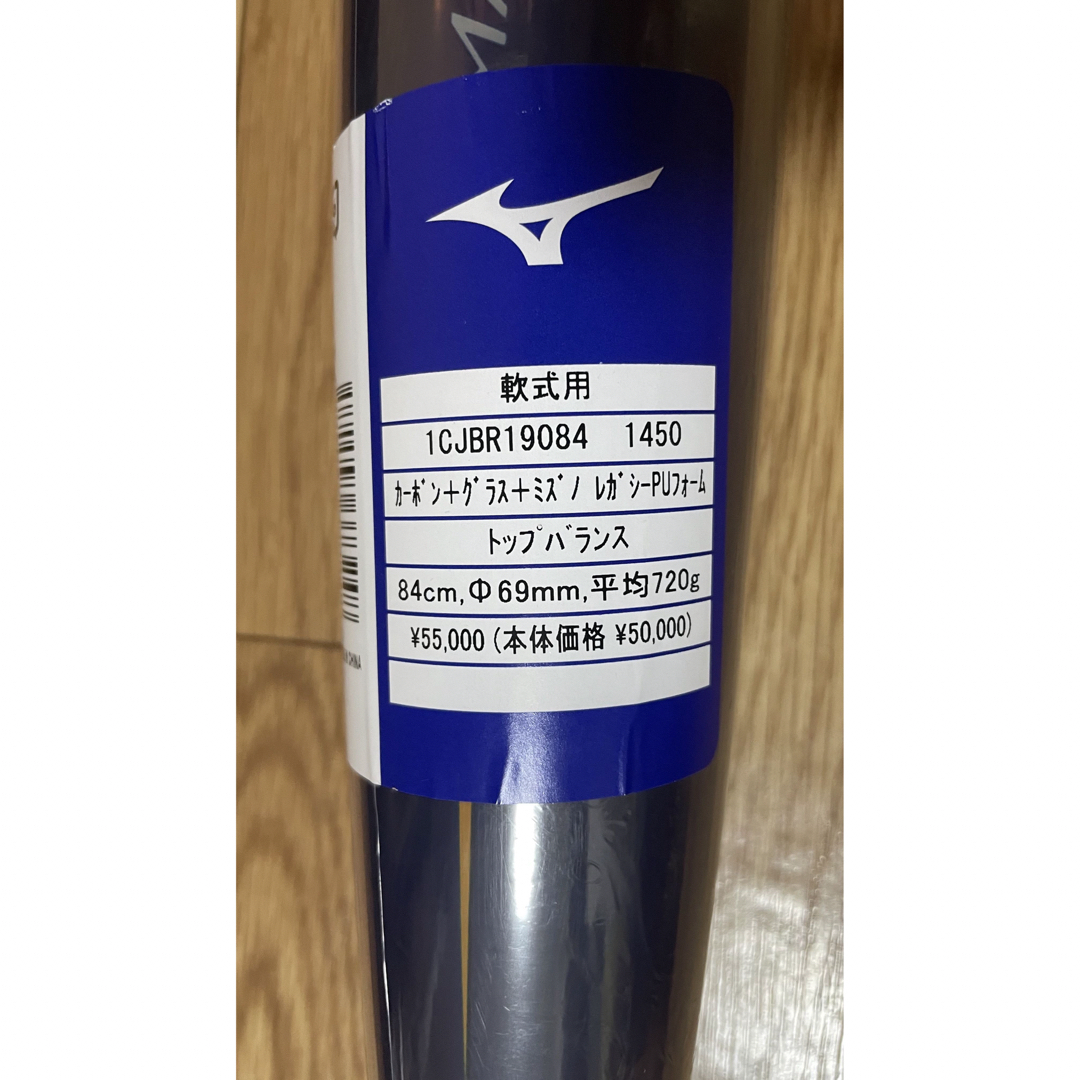 軟式用
1CJBR19084 1450
ｶｰﾎﾞﾝ＋ｸﾞﾗｽ＋ﾐｽﾞﾉ ﾚｶﾞｼｰPUﾌｫｰﾑ
トップバランス
84cm,Φ69mm,平均720g
¥55,000(本体価格 ¥50,000)
CHINA